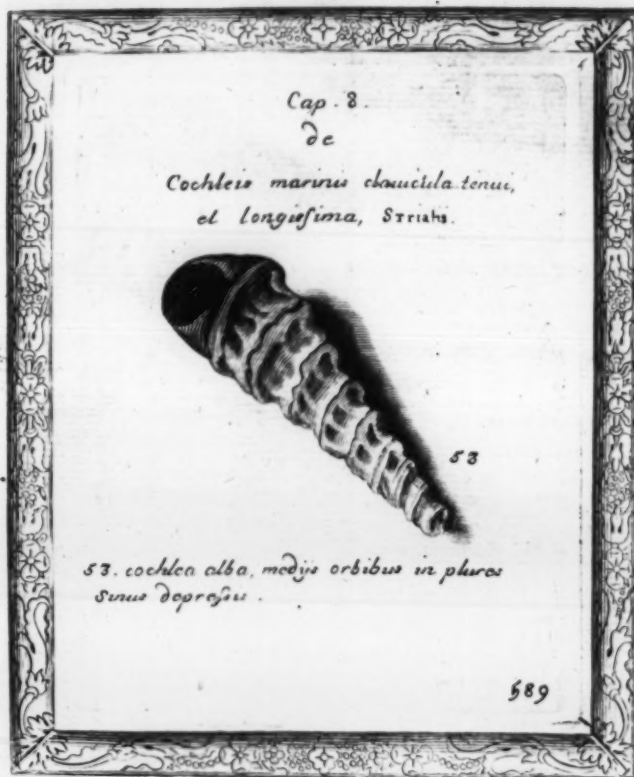 Cap. 8
de
Cochleis marinis clauicula tenui,
et longissima, Striatis.
53
53. cochlea alba, medijs orbibus in plures
sinus depressis.
589